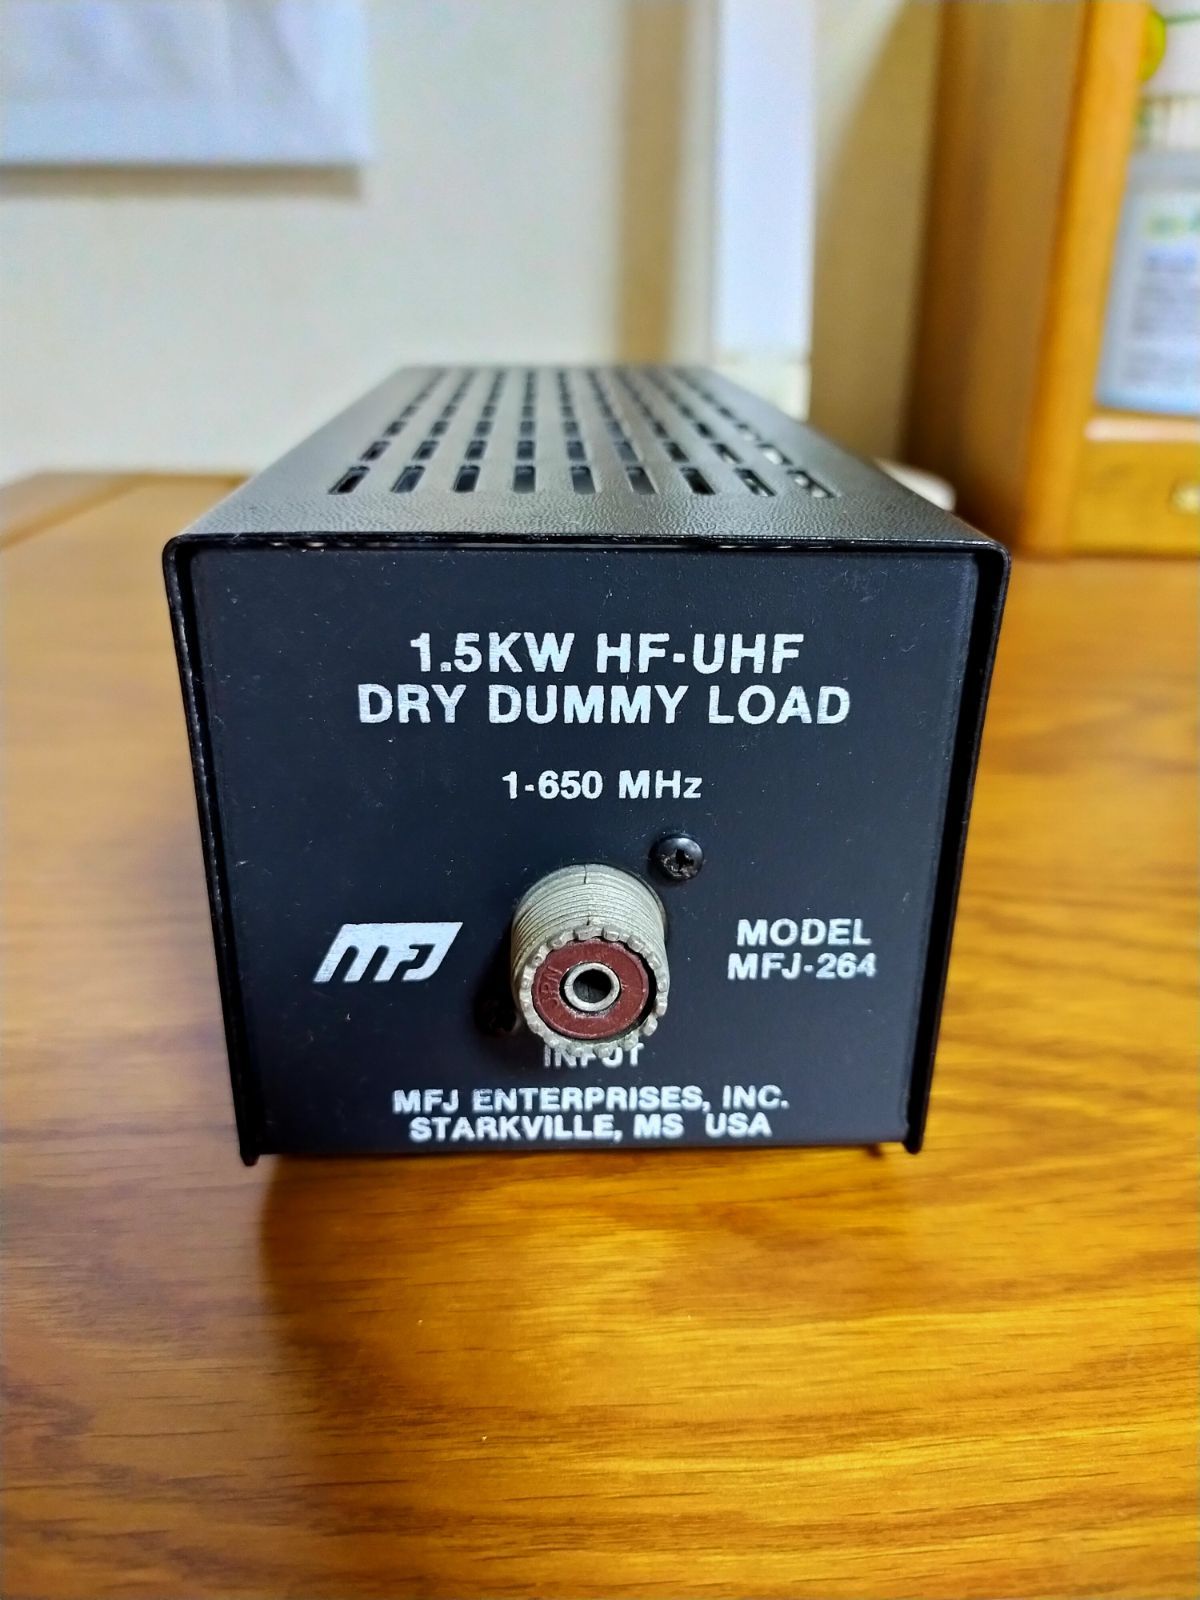 1.5KW HF-UHF
DRY DUMMY LOAD
1-650 MHz
MFJ
MODEL
MFJ-264
JPN
INPUT
MFJ ENTERPRISES, INC.
STARKVILLE, MS USA